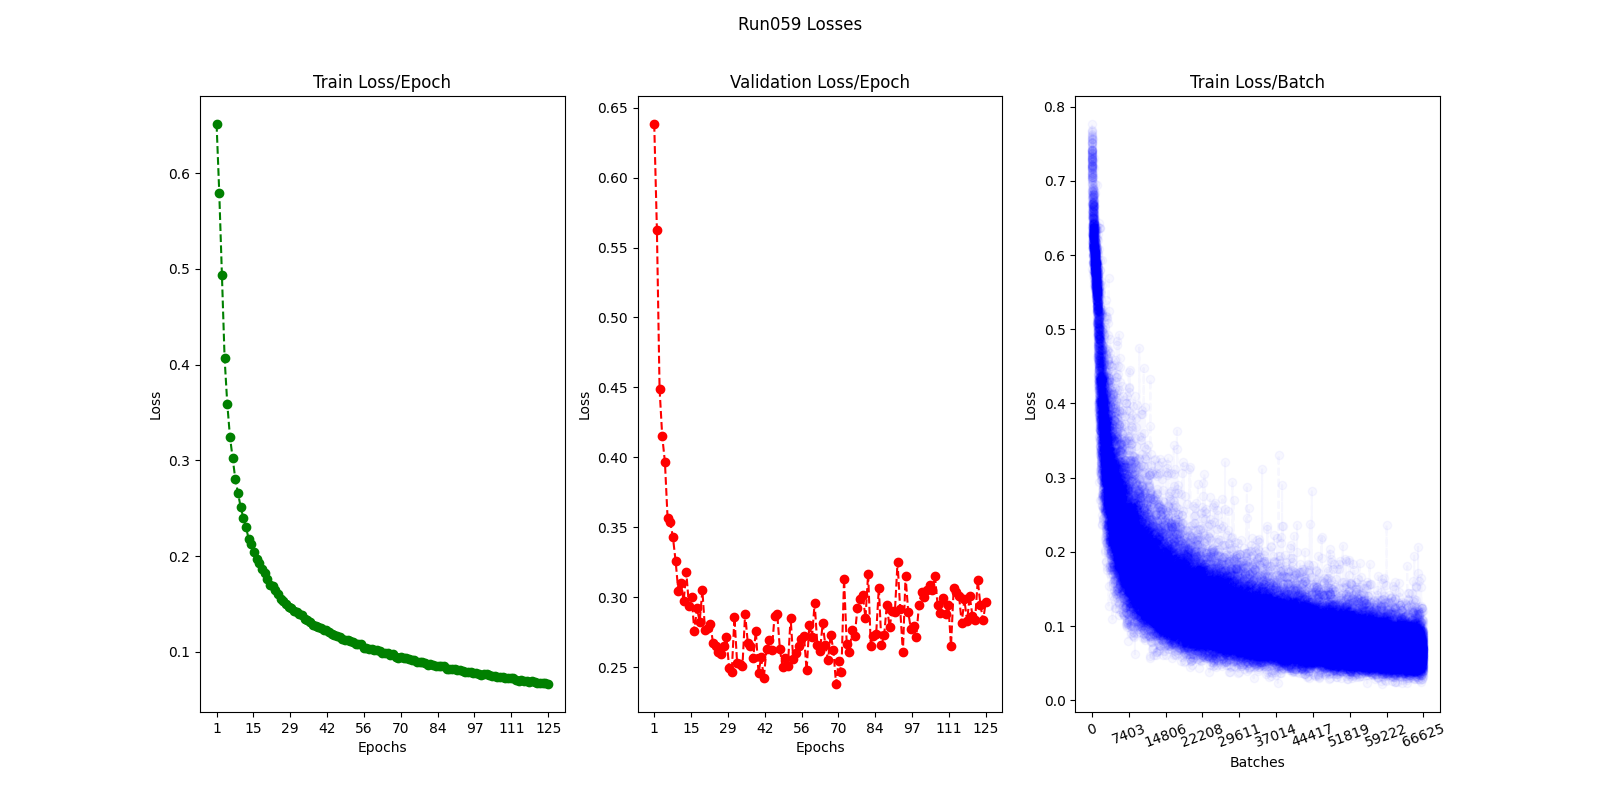 Run059 Losses
Train Loss/Epoch
Validation Loss/Epoch
Train Loss/Batch
Loss
0.6
0.5
0.4
0.3
0.2
0.1
1 15 29 42 56 70 84 97 111 125
Epochs
Loss
0.65
0.60
0.55
0.50
0.45
0.40
0.35
0.30
0.25
1 15 29 42 56 70 84 97 111 125
Epochs
Loss
0.8
0.7
0.6
0.5
0.4
0.3
0.2
0.1
0.0
0 7403 14806 22208 29611 37014 44417 51819 59222 66625
Batches